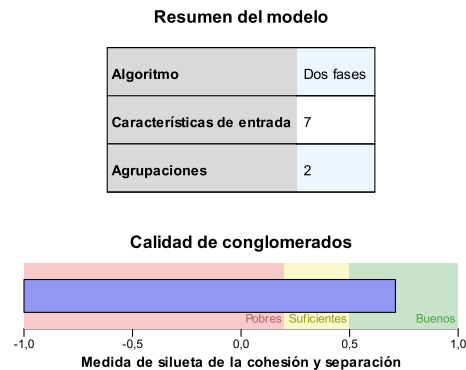 Resumen del modelo
Algoritmo Dos fases
Características de entrada 7
Agrupaciones 2
Calidad de conglomerados
Pobres Suficientes Buenos
-1,0 -0,5 0,0 0,5 1,0
Medida de silueta de la cohesión y separación